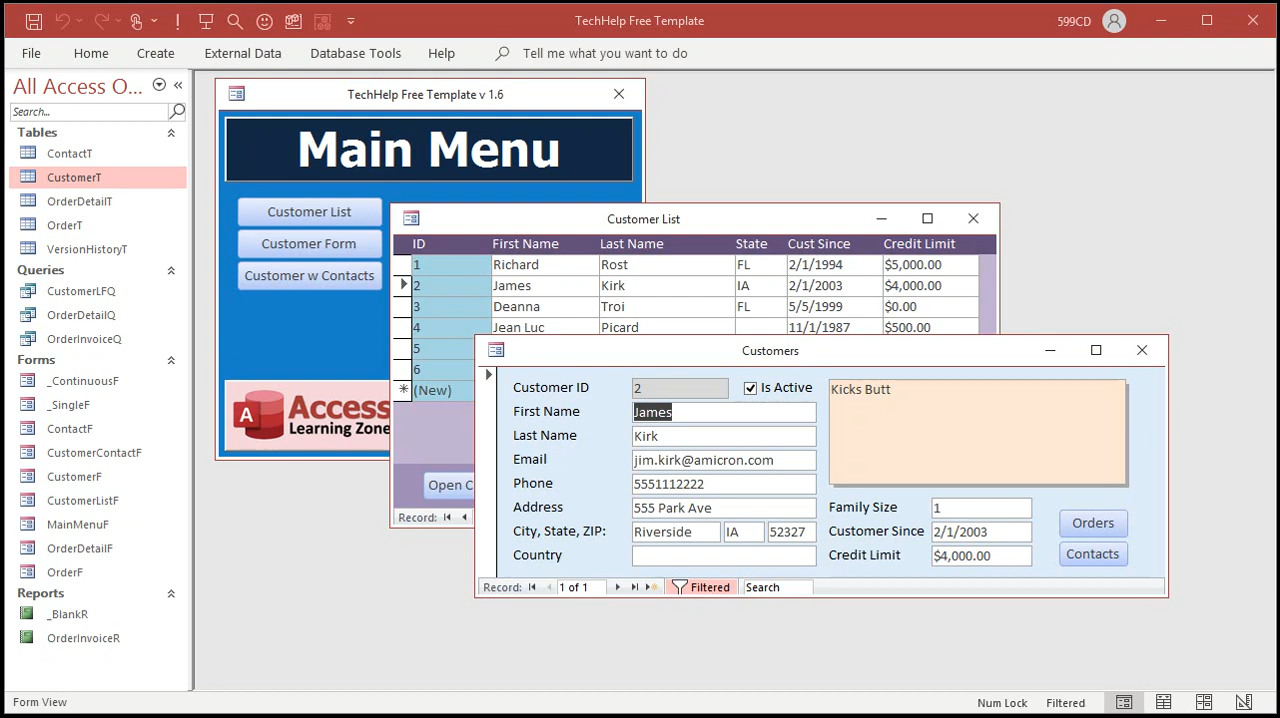 TechHelp Free Template
599CD
File Home Create External Data Database Tools Help Tell me what you want to do
All Access O...
Search...
Tables
ContactT
CustomerT
OrderDetailT
OrderT
VersionHistoryT
Queries
CustomerLFQ
OrderDetailQ
OrderInvoiceQ
Forms
_ContinuousF
_SingleF
ContactF
CustomerContactF
CustomerF
CustomerListF
MainMenuF
OrderDetailF
OrderF
Reports
_BlankR
OrderInvoiceR
TechHelp Free Template v 1.6
Main Menu
Customer List
Customer Form
Customer w Contacts
A Access
Learning Zone
Customer List
ID First Name Last Name State Cust Since Credit Limit
1 Richard Rost FL 2/1/1994 $5,000.00
2 James Kirk IA 2/1/2003 $4,000.00
3 Deanna Troi FL 5/5/1999 $0.00
4 Jean Luc Picard 11/1/1987 $500.00
5
6
* (New)
Open C
Record:
Customers
Customer ID 2 Is Active
First Name James
Last Name Kirk
Email jim.kirk@amicron.com
Phone 5551112222
Address 555 Park Ave
City, State, ZIP: Riverside IA 52327
Country
Kicks Butt
Family Size 1
Customer Since 2/1/2003
Credit Limit $4,000.00
Orders
Contacts
Record: 1 of 1 Filtered Search
Form View
Num Lock Filtered